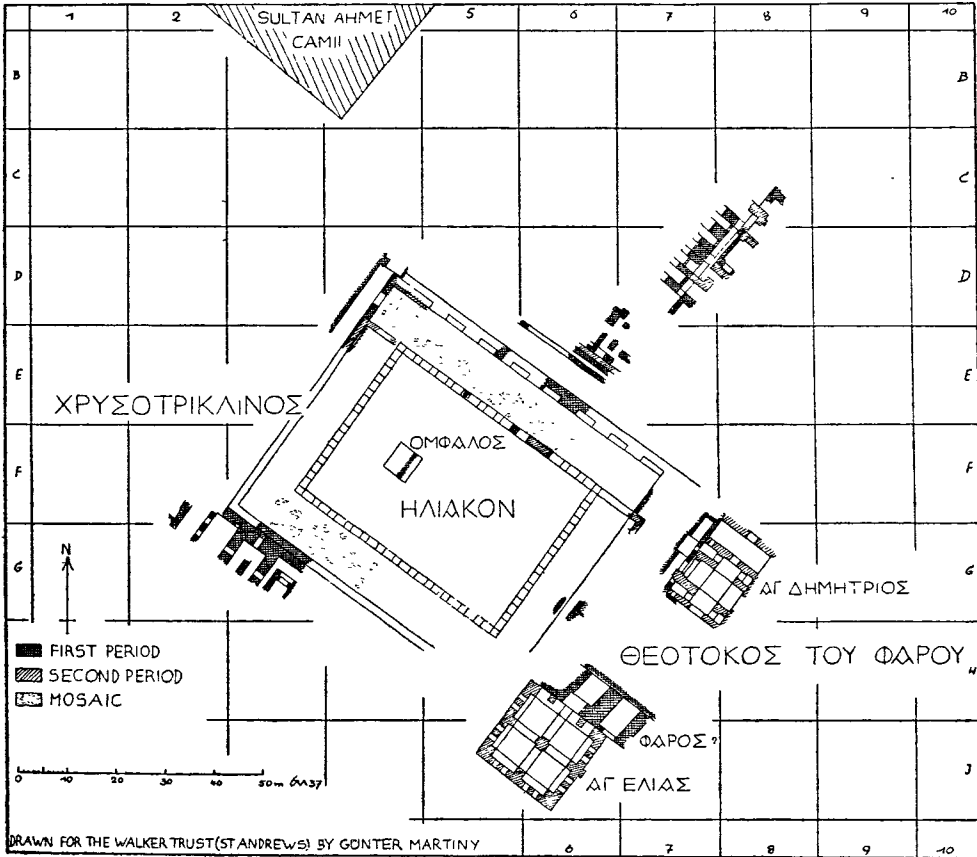 1 2 5 6 7 8 9 10
SULTAN AHMET
CAMII
B B
C C
D D
E E
ΧΡΥΣΟΤΡΙΚΛΙΝΟΣ
ΟΜΦΑΛΟΣ
F F
ΗΛΙΑΚΟΝ
N
G G
ΑΓ ΔΗΜΗΤΡΙΟΣ
FIRST PERIOD
ΘΕΟΤΟΚΟΣ ΤΟΥ ΦΑΡΟΥ H
SECOND PERIOD
MOSAIC
ΦΑΡΟΣ?
J
ΑΓ ΕΛΙΑΣ
0 10 20 30 40 50m
DRAWN FOR THE WALKER TRUST (ST ANDREWS) BY GÜNTER MARTINY
6 7 8 9 10